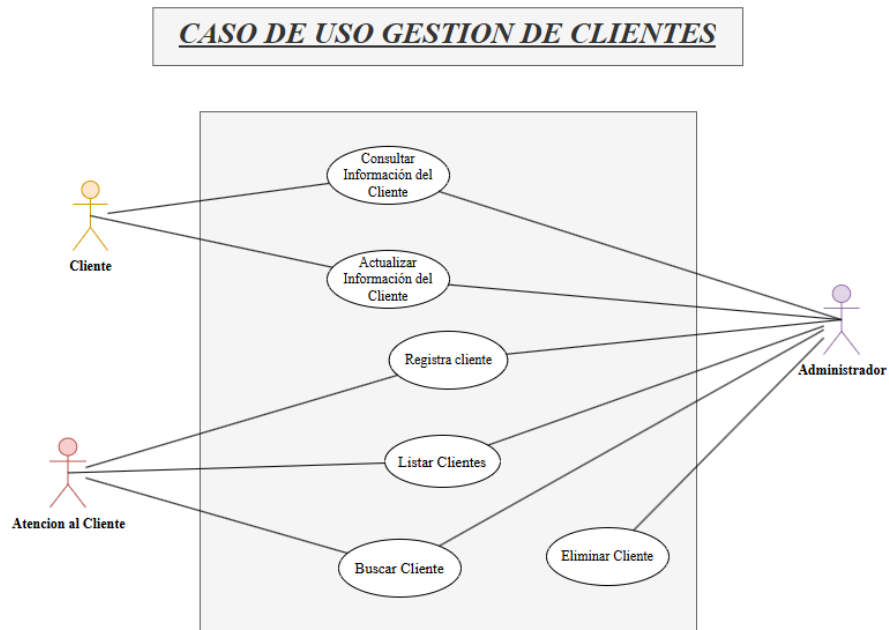 CASO DE USO GESTION DE CLIENTES
Consultar
Información del
Cliente
Cliente
Actualizar
Información del
Cliente
Registra cliente
Administrador
Listar Clientes
Atencion al Cliente
Buscar Cliente
Eliminar Cliente